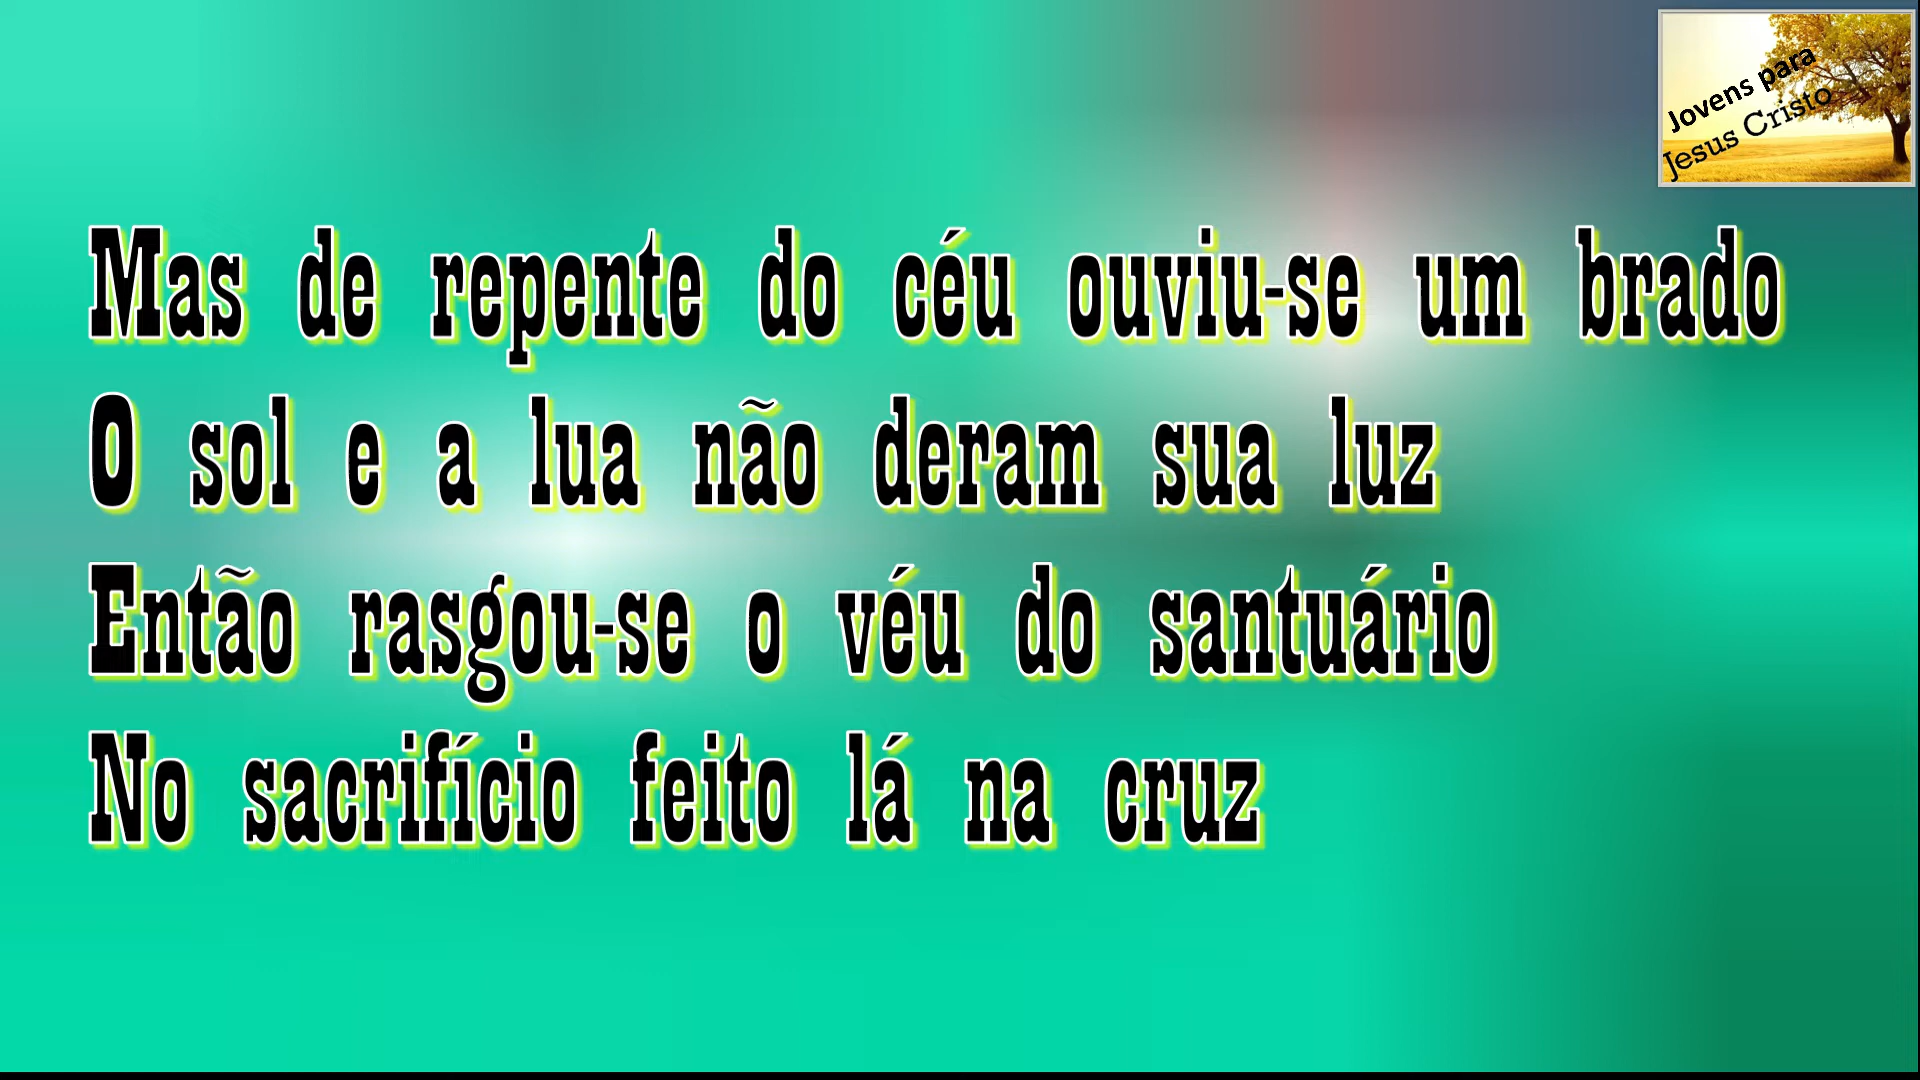 Jovens para
Jesus Cristo
Mas de repente do céu ouviu-se um brado
O sol e a lua não deram sua luz
Então rasgou-se o véu do santuário
No sacrifício feito lá na cruz